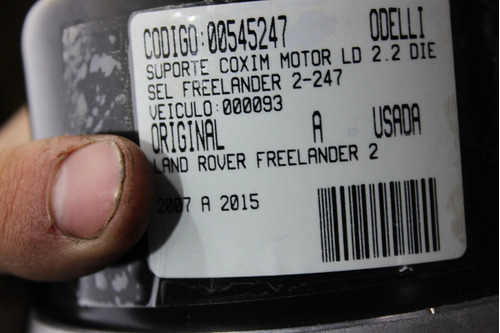 CODIGO:00545247 ODELLI
SUPORTE COXIM MOTOR LD 2.2 DIE
SEL FREELANDER 2-247
VEICULO:000093
ORIGINAL A USADA
LAND ROVER FREELANDER 2
2007 A 2015